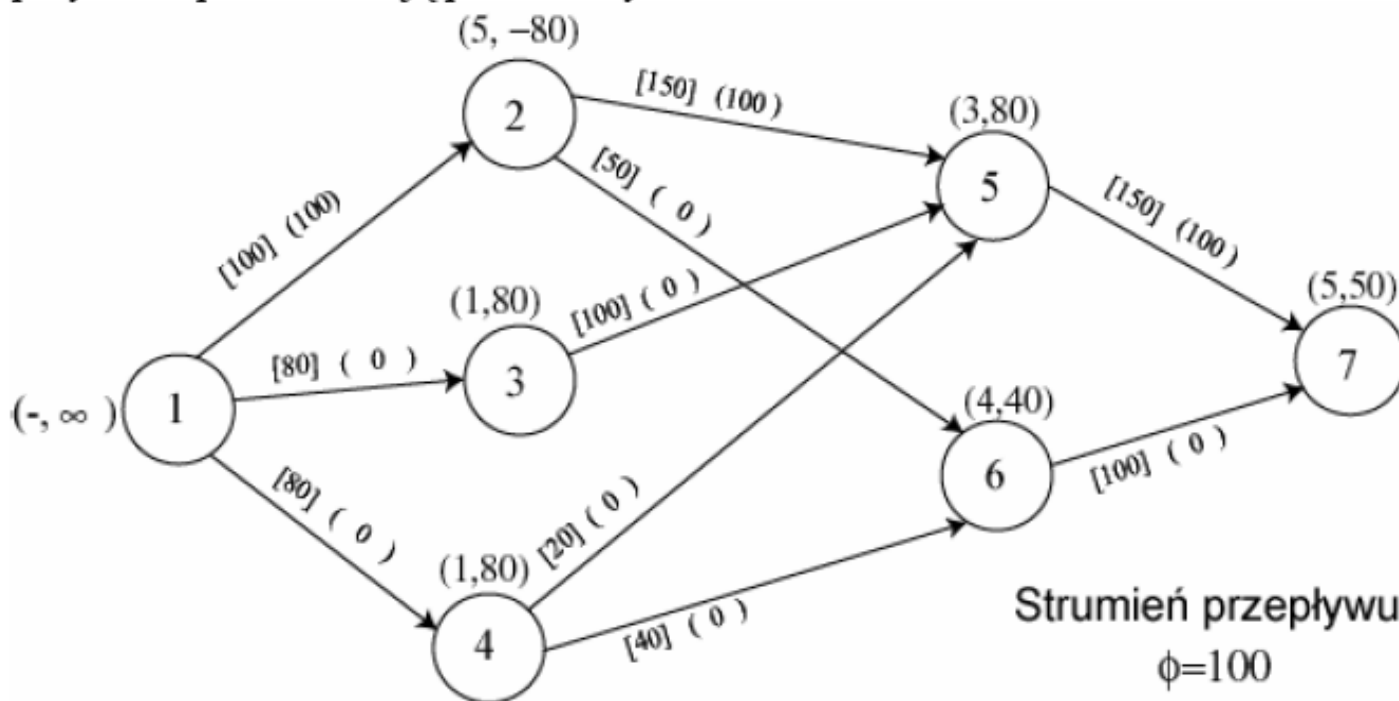 (5, −80)
[150] (100)
(3,80)
2
[50] ( 0 )
5
[150] (100)
[100] (100)
(1,80)
[100] ( 0 )
(5,50)
[80] ( 0 )
3
7
(-, ∞ )
1
(4,40)
[80] ( 0 )
6
[100] ( 0 )
(1,80)
[20] ( 0 )
4
[40] ( 0 )
Strumień przepływu
ϕ=100